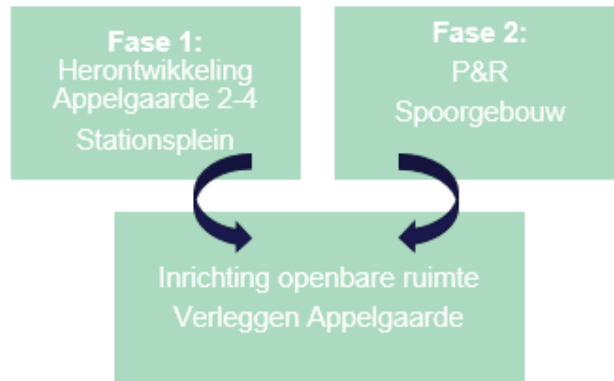 Fase 1:
Herontwikkeling
Appelgaarde 2-4
Stationsplein
Fase 2:
P&R
Spoorgebouw
Inrichting openbare ruimte
Verleggen Appelgaarde